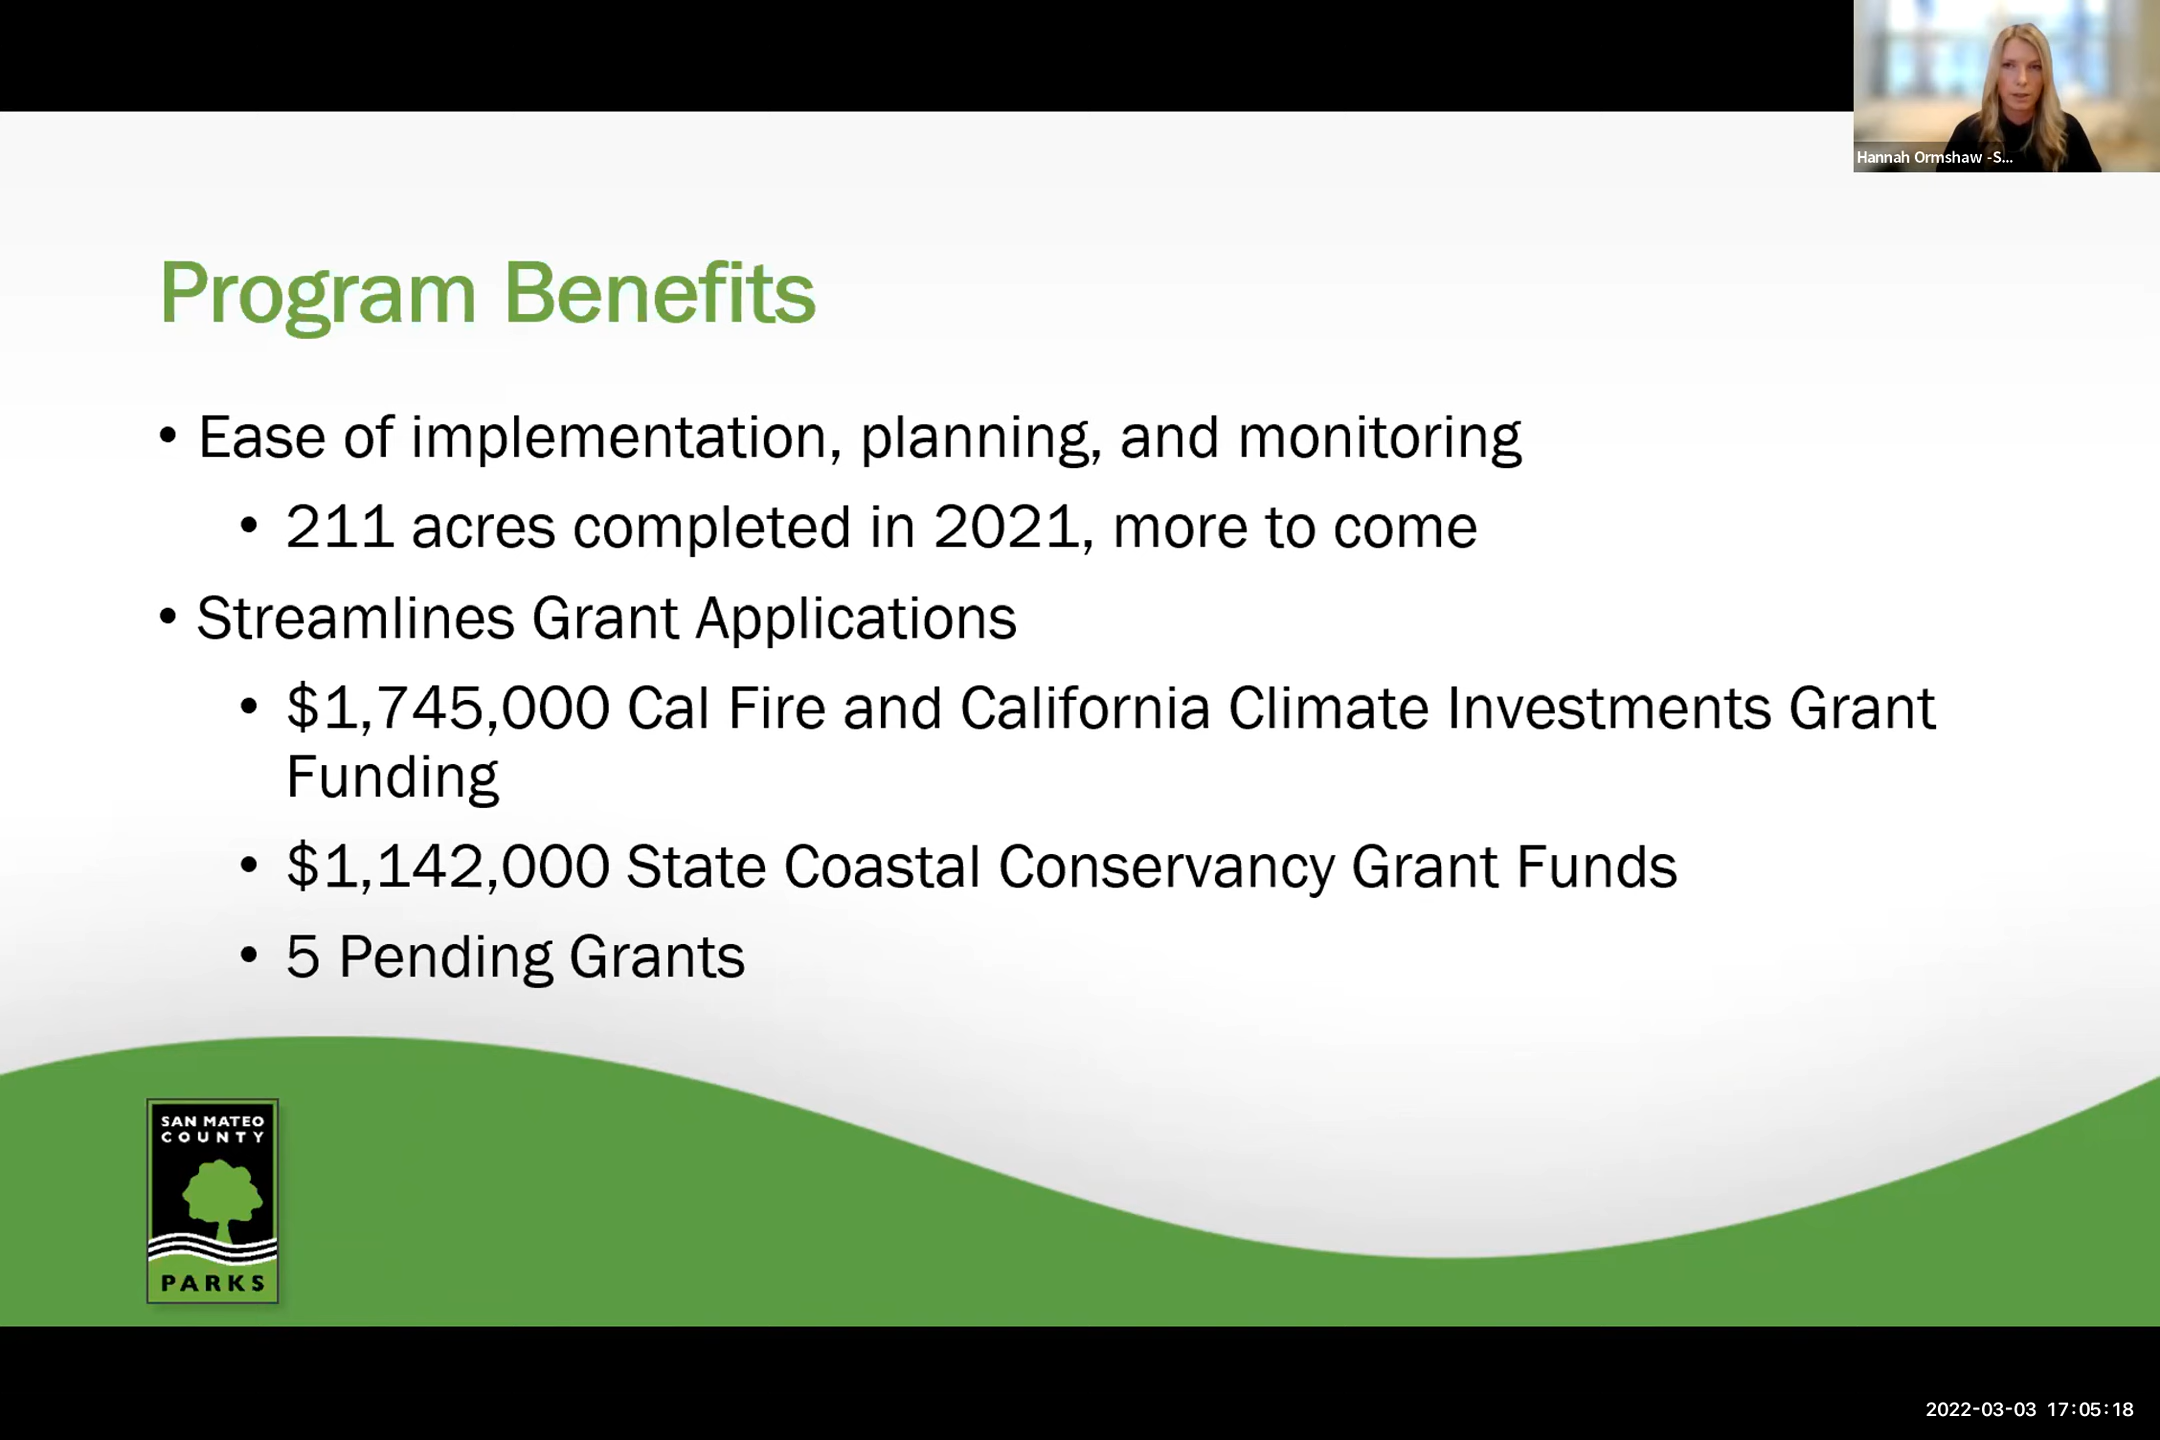 Hannah Ormshaw -S...
Program Benefits
• Ease of implementation, planning, and monitoring
• 211 acres completed in 2021, more to come
• Streamlines Grant Applications
• $1,745,000 Cal Fire and California Climate Investments Grant
Funding
• $1,142,000 State Coastal Conservancy Grant Funds
• 5 Pending Grants
SAN MATEO
COUNTY
PARKS
2022-03-03 17:05:18